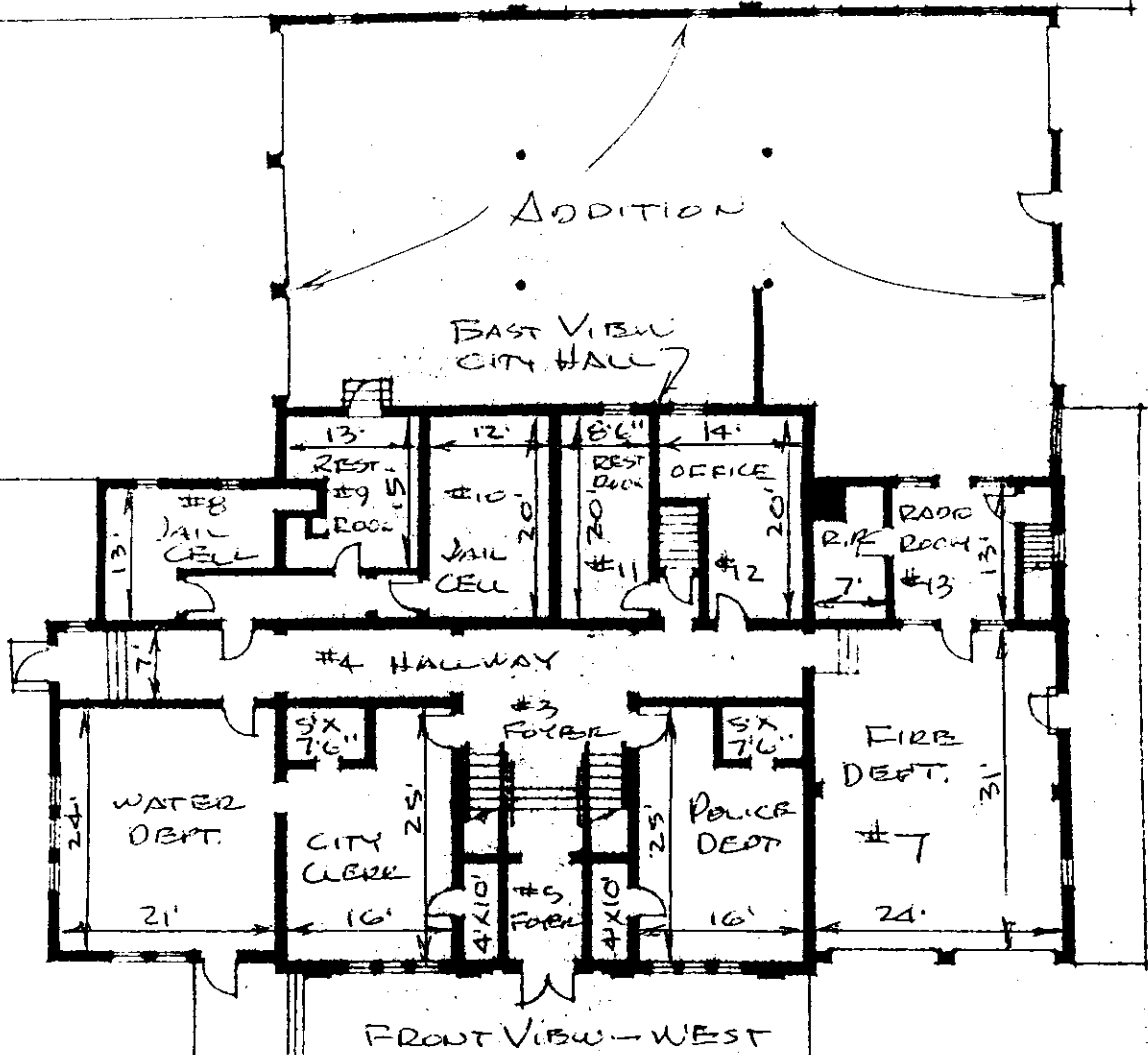 ADDITION
EAST VIEW
CITY HALL
13'
REST-
#9
ROOM
15'
12'
#10
JAIL
CELL
20'
8'6"
REST
ROOM
20'
#11
14'
OFFICE
20'
#12
#8
JAIL
CELL
13'
R.R.
7'
RADIO
ROOM
#13
13'
7'
#4 HALLWAY
#3
FOYER
5'X
7'6"
5'X
7'6"
WATER
DEPT.
24'
21'
CITY
CLERK
25'
16'
4'X10'
#5
FOYER
4'X10'
POLICE
DEPT
25'
16'
FIRE
DEPT.
#7
31'
24'
FRONT VIEW - WEST